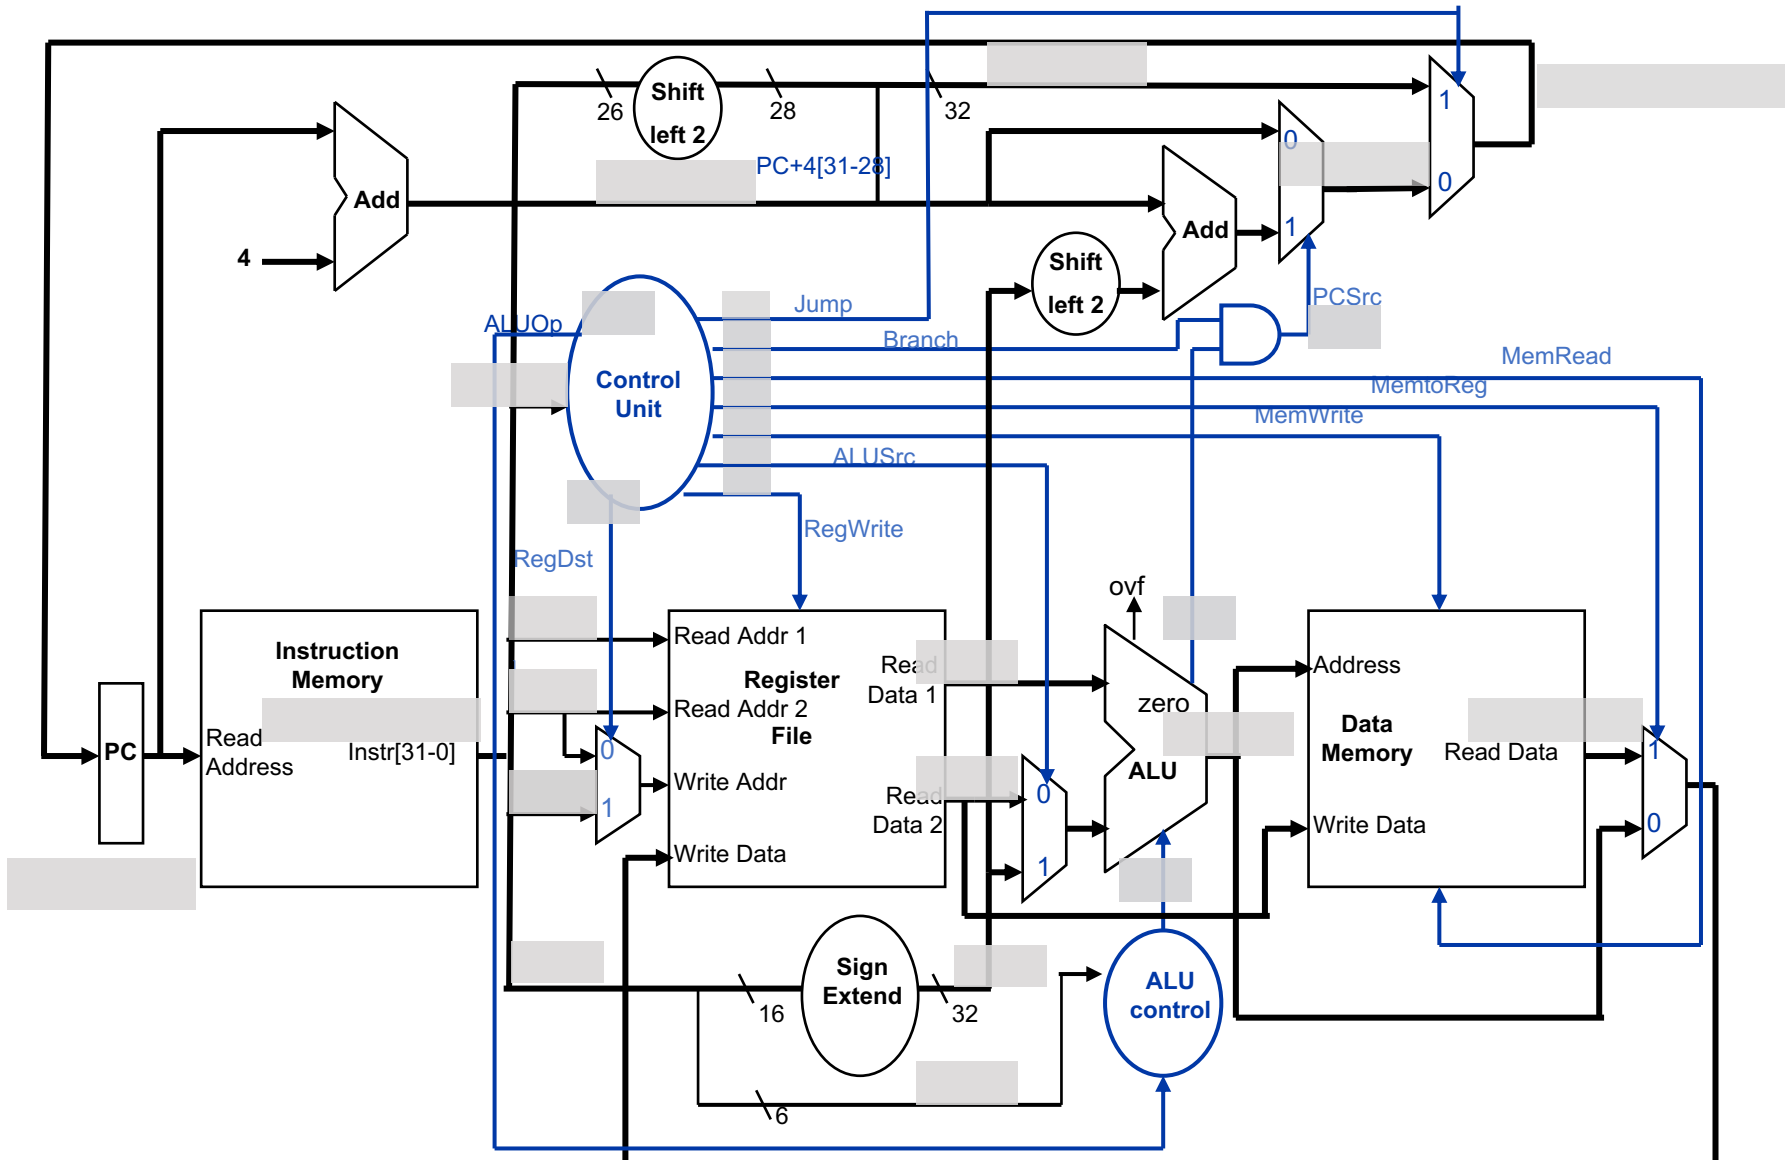 Shift
left 2
26
28
32
1
0
PC+4[31-28]
Add
4
0
1
Add
Shift
left 2
Jump
PCSrc
ALUOp
Branch
MemRead
MemtoReg
MemWrite
Control
Unit
ALUSrc
RegWrite
RegDst
ovf
Instruction
Memory
Read Addr 1
Read
Data 1
Register
File
Read Addr 2
Address
zero
PC
Read
Address
Instr[31-0]
0
1
Write Addr
Read
Data 2
Write Data
0
1
ALU
Data
Memory
Read Data
Write Data
1
0
Sign
Extend
16
32
ALU
control
6